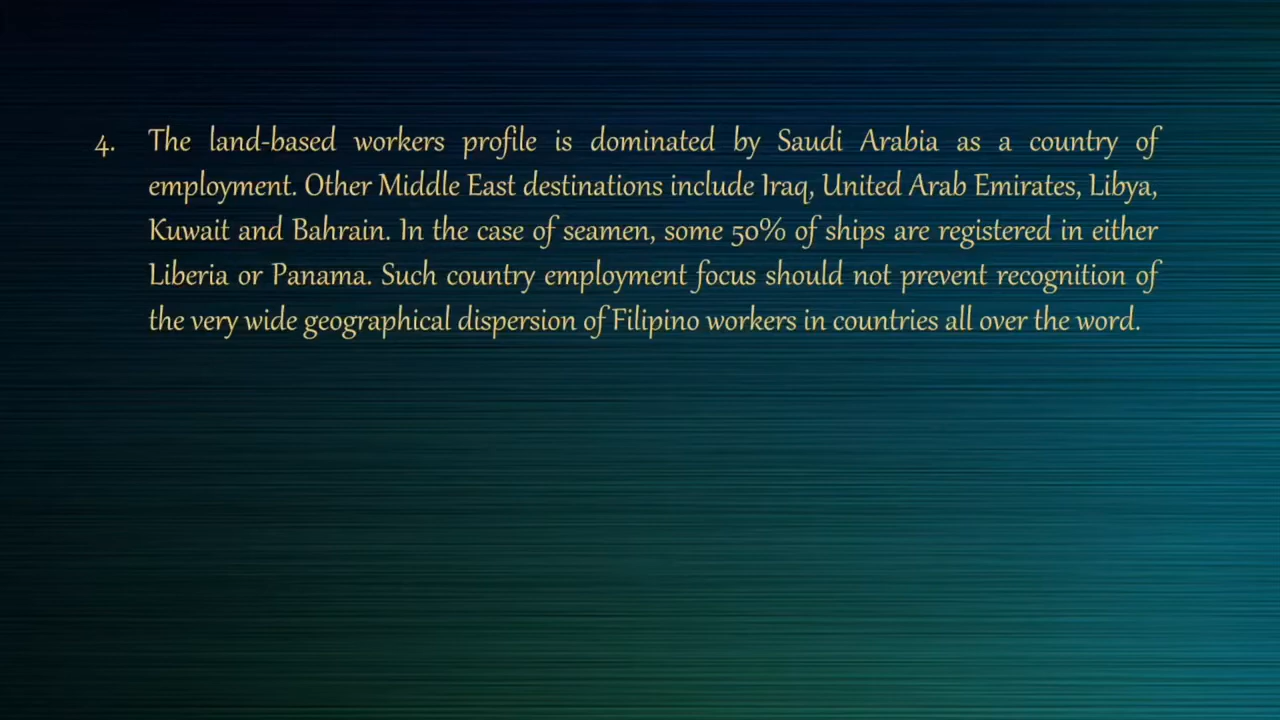 4. The land-based workers profile is dominated by Saudi Arabia as a country of
employment. Other Middle East destinations include Iraq, United Arab Emirates, Libya,
Kuwait and Bahrain. In the case of seamen, some 50% of ships are registered in either
Liberia or Panama. Such country employment focus should not prevent recognition of
the very wide geographical dispersion of Filipino workers in countries all over the word.